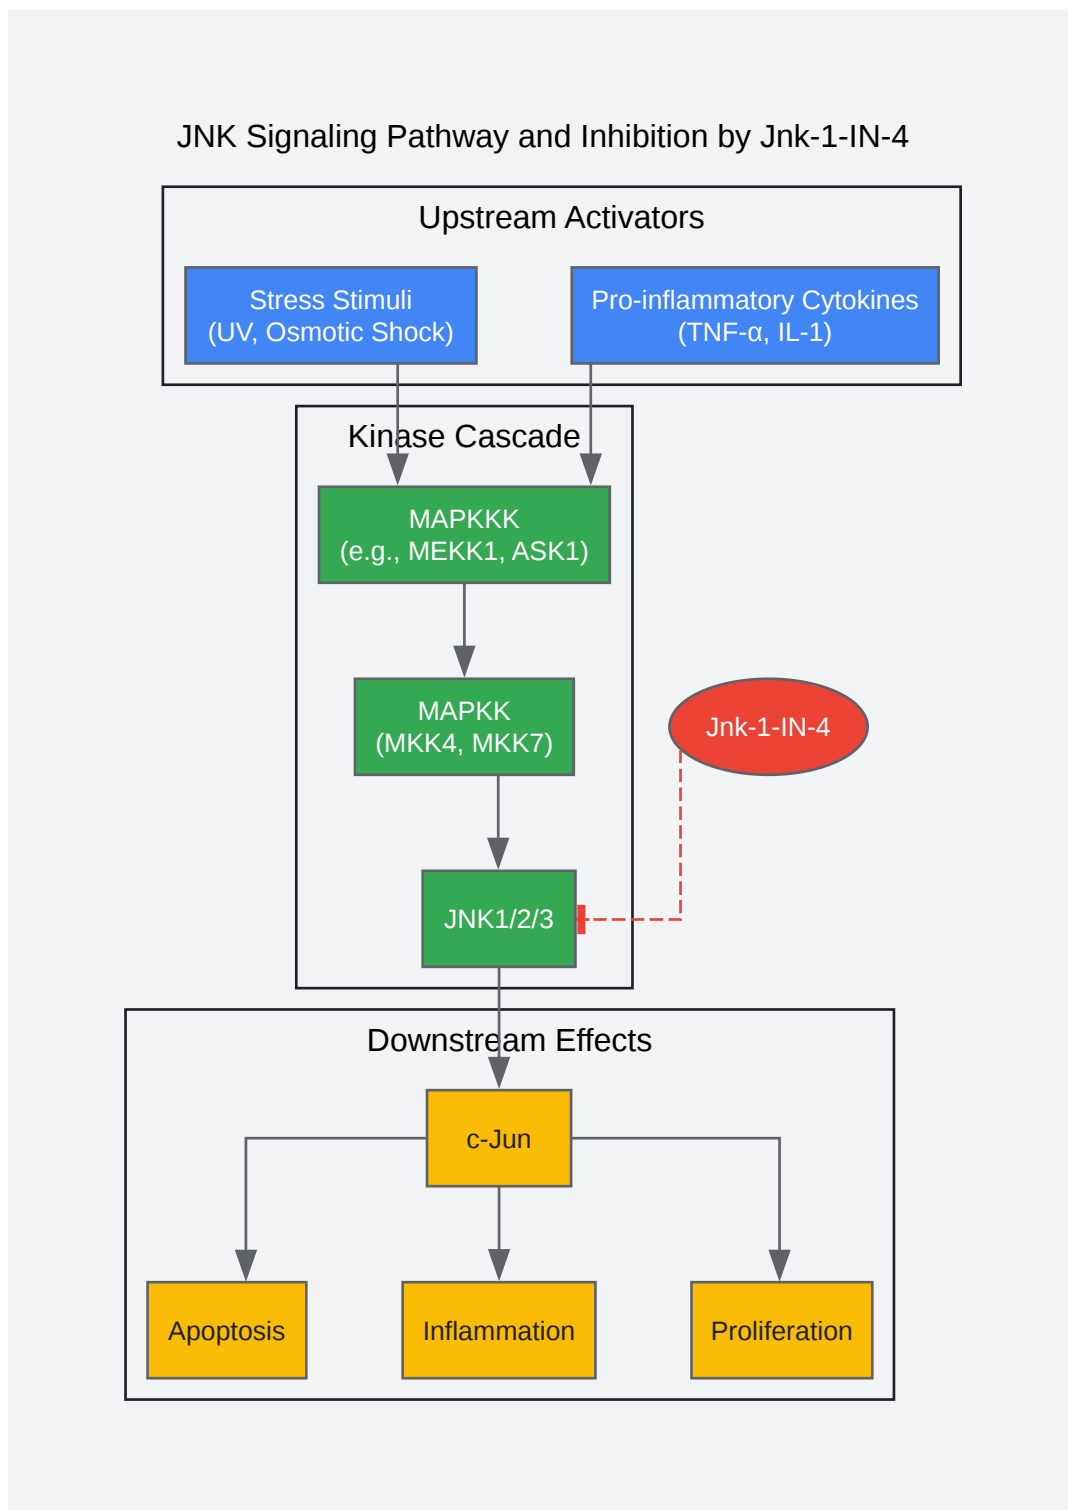 JNK Signaling Pathway and Inhibition by Jnk-1-IN-4
Upstream Activators
Stress Stimuli
(UV, Osmotic Shock)
Pro-inflammatory Cytokines
(TNF-α, IL-1)
Kinase Cascade
MAPKKK
(e.g., MEKK1, ASK1)
MAPKK
(MKK4, MKK7)
Jnk-1-IN-4
JNK1/2/3
Downstream Effects
c-Jun
Apoptosis
Inflammation
Proliferation